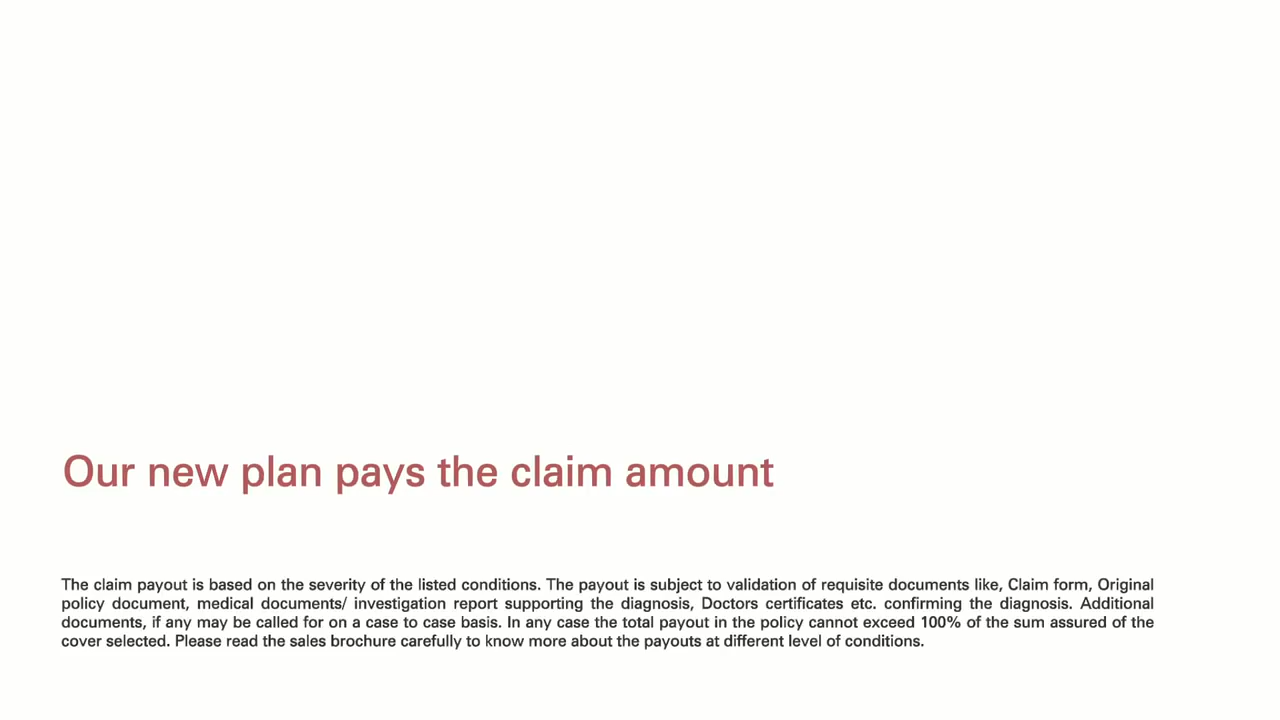 Our new plan pays the claim amount
The claim payout is based on the severity of the listed conditions. The payout is subject to validation of requisite documents like, Claim form, Original
policy document, medical documents/ investigation report supporting the diagnosis, Doctors certificates etc. confirming the diagnosis. Additional
documents, if any may be called for on a case to case basis. In any case the total payout in the policy cannot exceed 100% of the sum assured of the
cover selected. Please read the sales brochure carefully to know more about the payouts at different level of conditions.